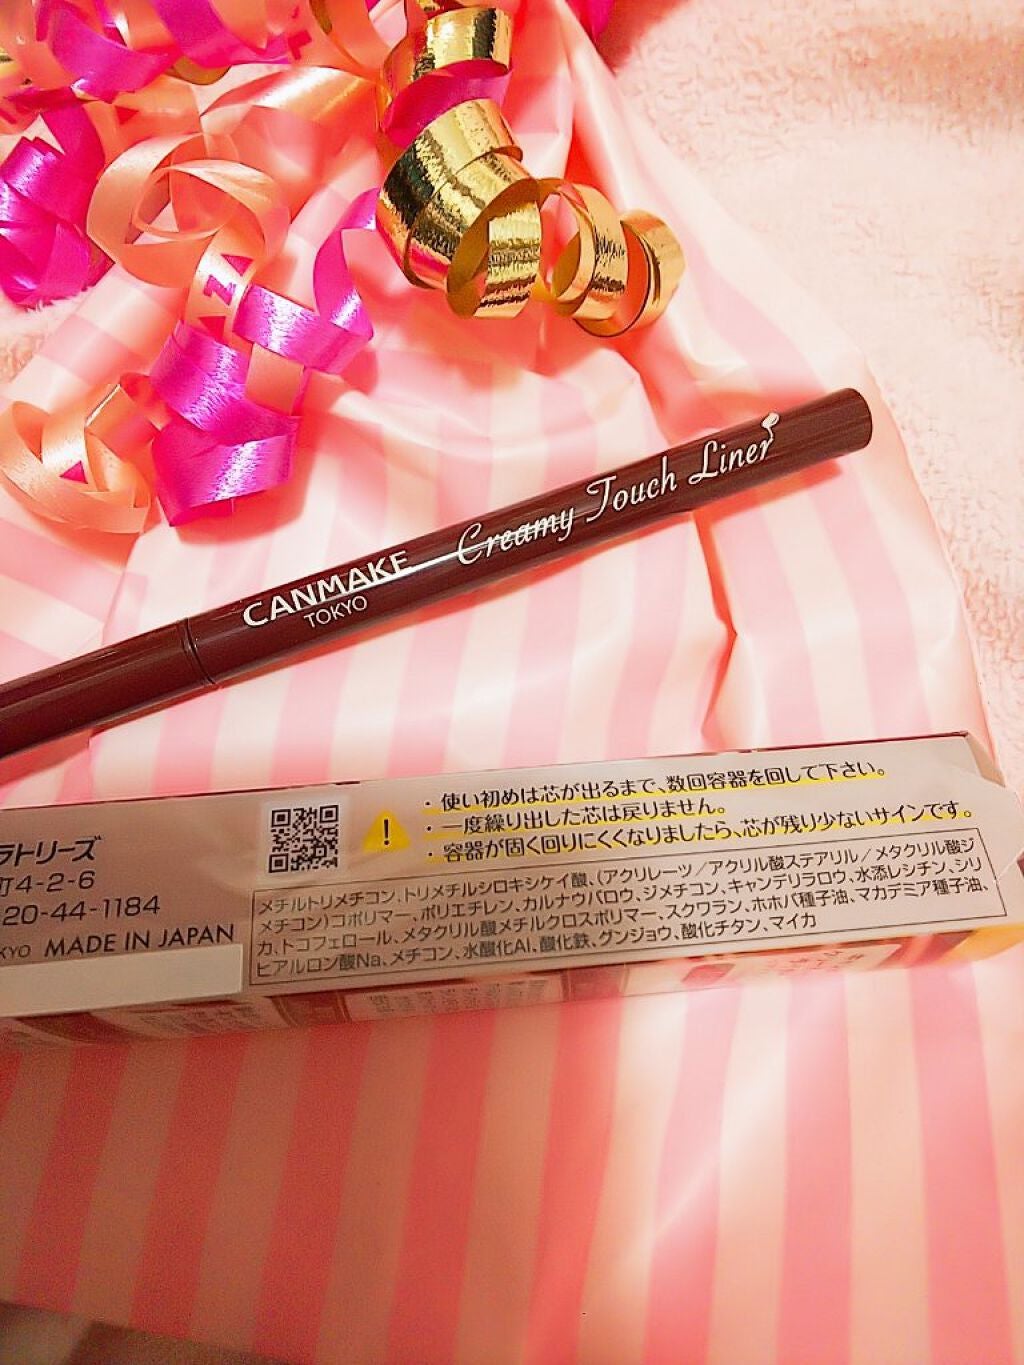 CANMAKE
TOKYO
Creamy Touch Liner
・使い初めは芯が出るまで、数回容器を回して下さい。
・一度繰り出した芯は戻りません。
・容器が固く回りにくくなりましたら、芯が残り少ないサインです。
メチルトリメチコン、トリメチルシロキシケイ酸、(アクリレーツ/アクリル酸ステアリル/メタクリル酸ジ
メチコン)コポリマー、ポリエチレン、カルナウバロウ、ジメチコン、キャンデリラロウ、水添レシチン、シリ
カ、トコフェロール、メタクリル酸メチルクロスポリマー、スクワラン、ホホバ種子油、マカデミア種子油、
ヒアルロン酸Na、メチコン、水酸化Al、酸化鉄、グンジョウ、酸化チタン、マイカ
ラトリーズ
町4-2-6
20-44-1184
KYO MADE IN JAPAN